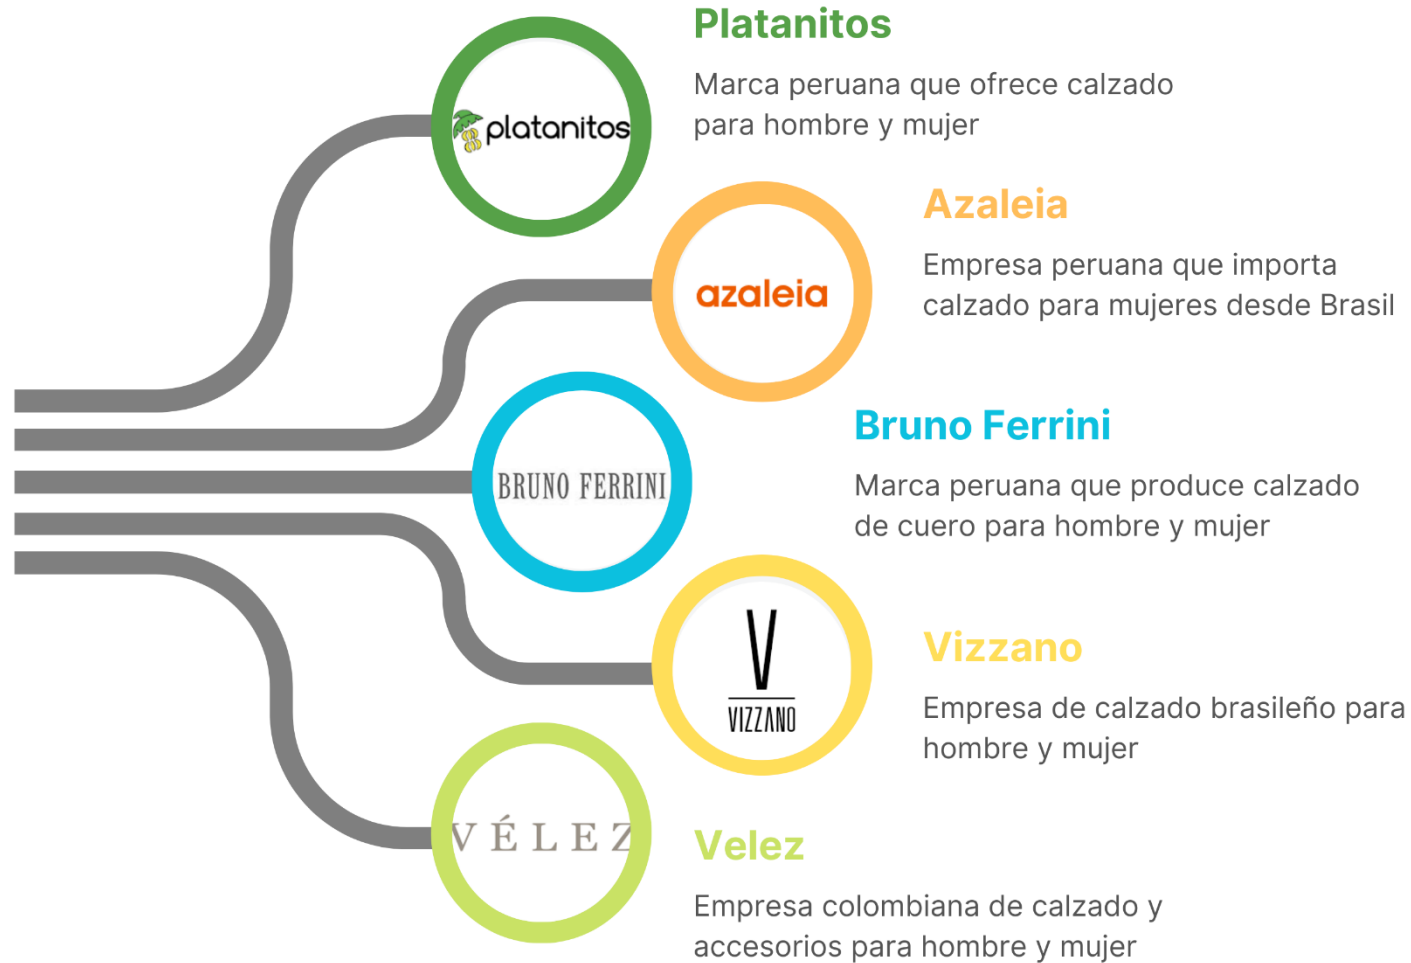 Platanitos
Marca peruana que ofrece calzado
para hombre y mujer
platanitos
Azaleia
Empresa peruana que importa
calzado para mujeres desde Brasil
azaleia
Bruno Ferrini
Marca peruana que produce calzado
de cuero para hombre y mujer
BRUNO FERRINI
Vizzano
Empresa de calzado brasileño para
hombre y mujer
V
VIZZANO
Velez
Empresa colombiana de calzado y
accesorios para hombre y mujer
VÉLEZ